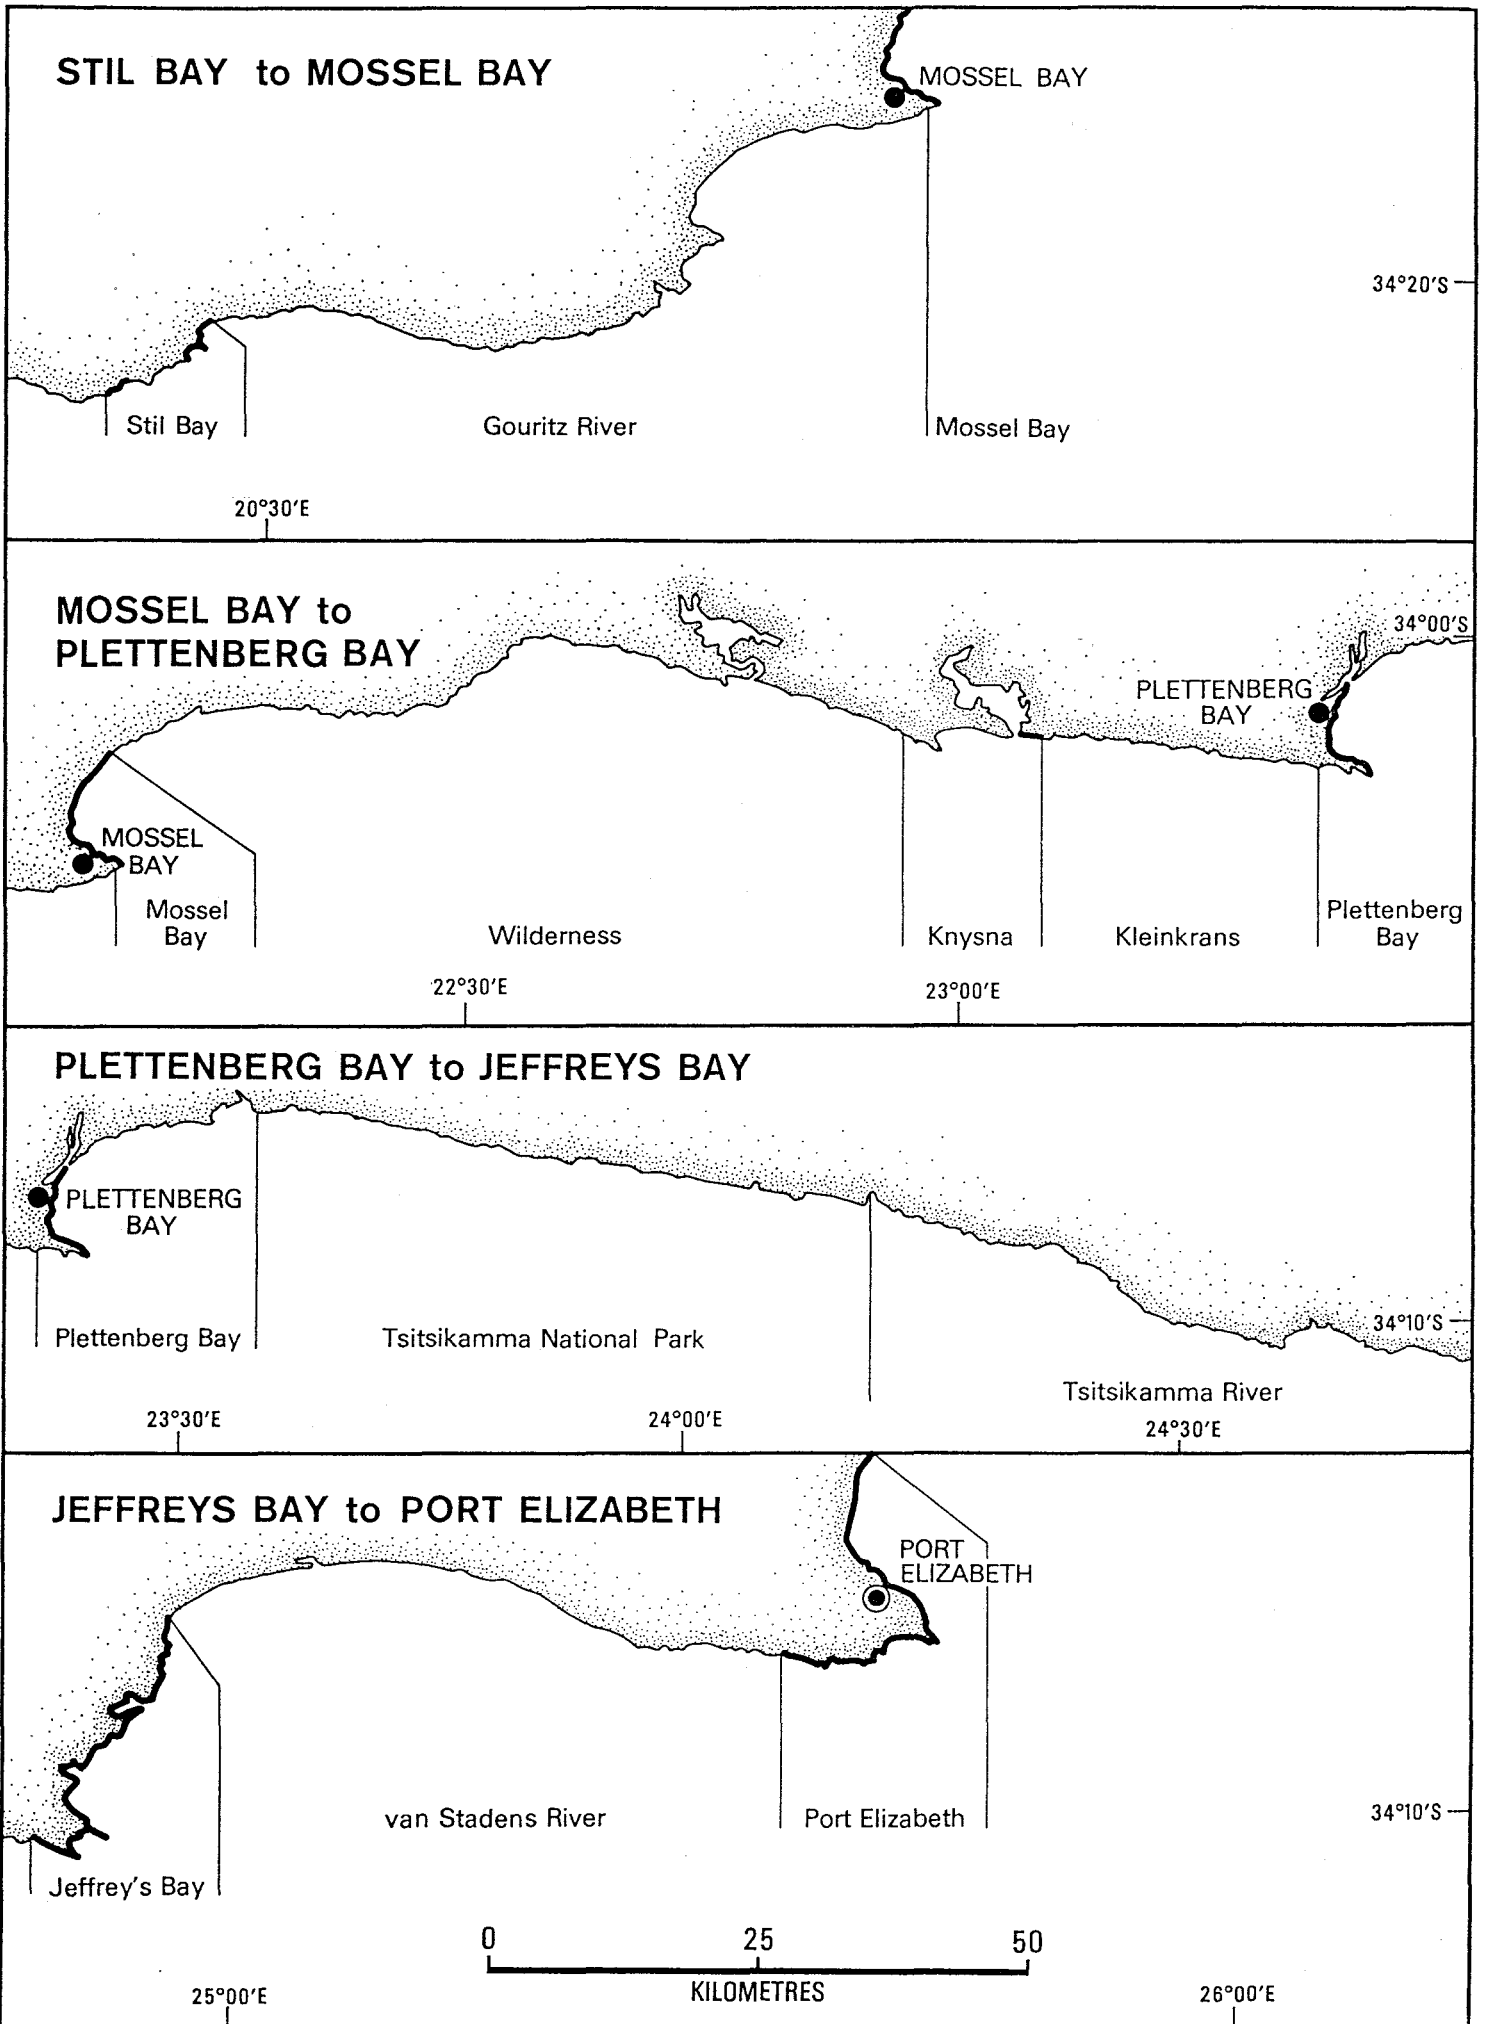 STIL BAY to MOSSEL BAY
MOSSEL BAY
34°20'S
Stil Bay
Gouritz River
Mossel Bay
20°30'E
MOSSEL BAY to
PLETTENBERG BAY
34°00'S
PLETTENBERG
BAY
MOSSEL
BAY
Mossel
Bay
Wilderness
Knysna
Kleinkrans
Plettenberg
Bay
22°30'E
23°00'E
PLETTENBERG BAY to JEFFREYS BAY
PLETTENBERG
BAY
34°10'S
Plettenberg Bay
Tsitsikamma National Park
Tsitsikamma River
23°30'E
24°00'E
24°30'E
JEFFREYS BAY to PORT ELIZABETH
PORT
ELIZABETH
van Stadens River
Port Elizabeth
34°10'S
Jeffrey's Bay
0 25 50
KILOMETRES
25°00'E
26°00'E